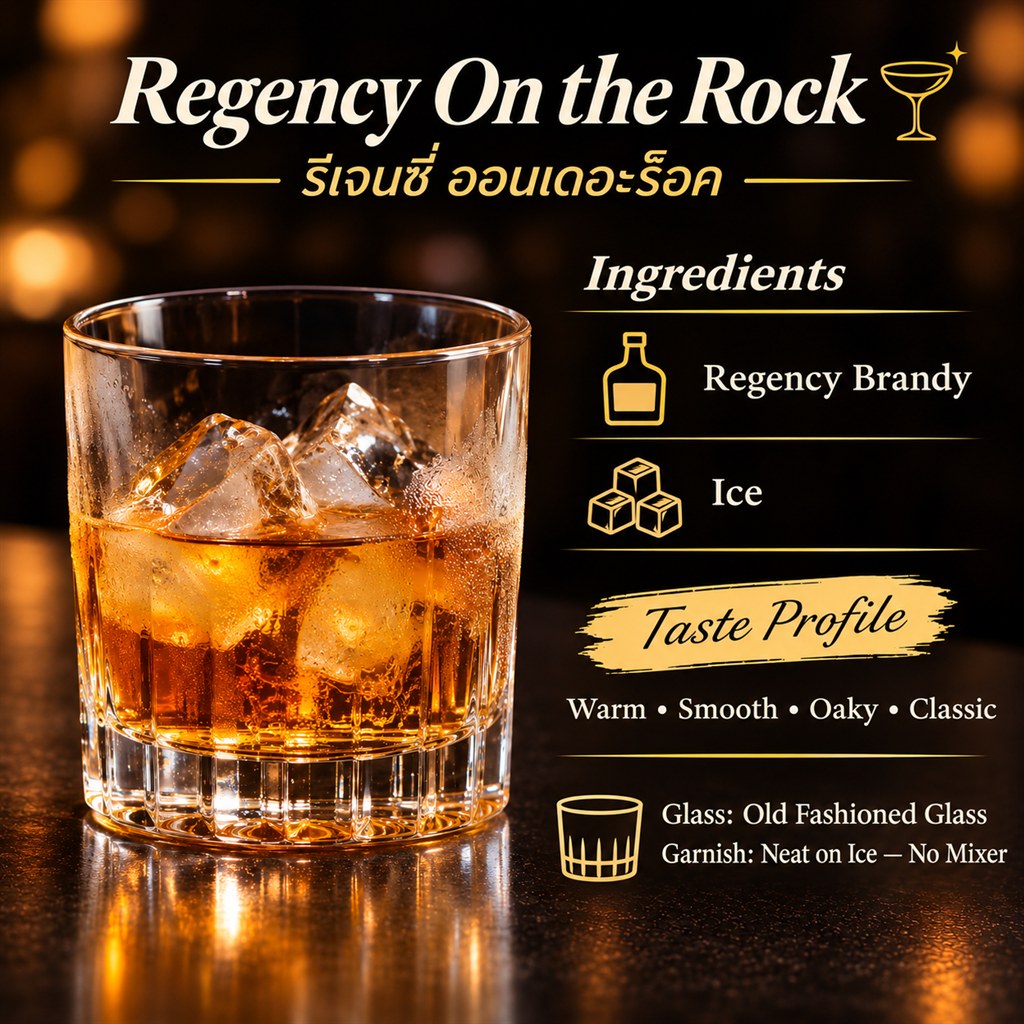 Regency On the Rock
รีเจนซี่ ออนเดอะร็อค
Ingredients
Regency Brandy
Ice
Taste Profile
Warm • Smooth • Oaky • Classic
Glass: Old Fashioned Glass
Garnish: Neat on Ice – No Mixer